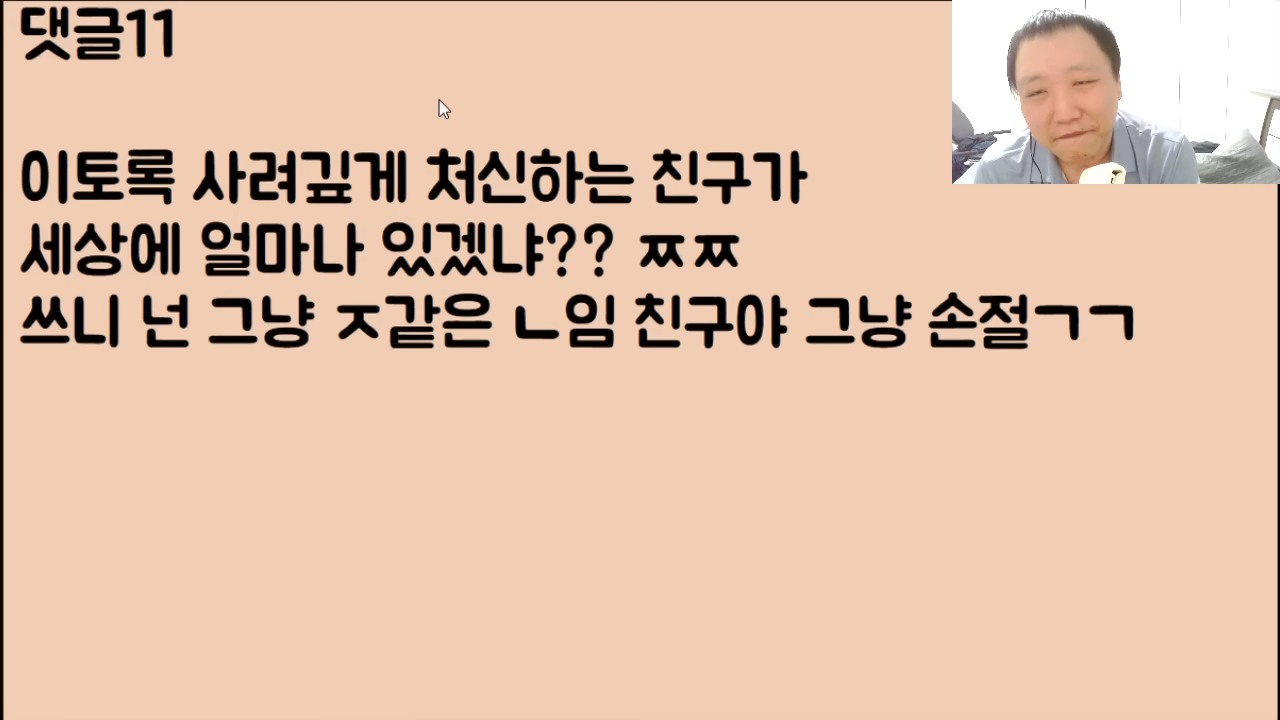 댓글11
이토록 사려깊게 처신하는 친구가
세상에 얼마나 있겠냐?? ㅉㅉ
쓰니 넌 그냥 ㅈ같은 ㄴ임 친구야 그냥 손절ㄱㄱ